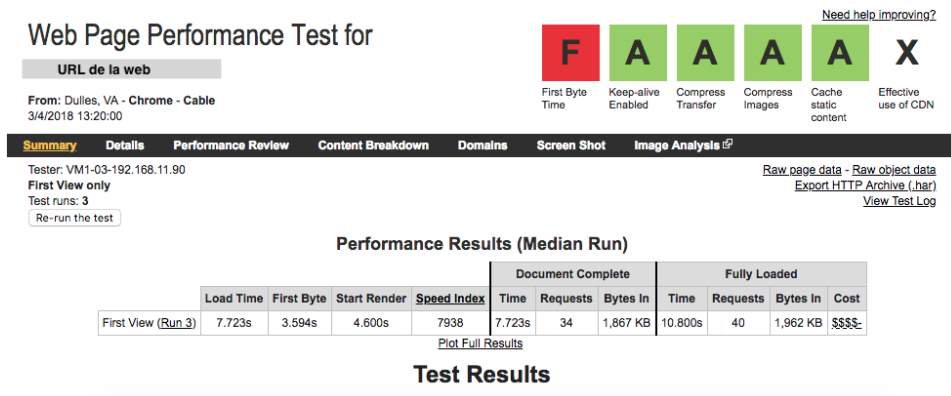 Need help improving?
Web Page Performance Test for
URL de la web
From: Dulles, VA - Chrome - Cable
3/4/2018 13:20:00
F A A A A X
First Byte Time
Keep-alive Enabled
Compress Transfer
Compress Images
Cache static content
Effective use of CDN
Summary Details Performance Review Content Breakdown Domains Screen Shot Image Analysis
Tester: VM1-03-192.168.11.90
First View only
Test runs: 3
Re-run the test
Raw page data - Raw object data
Export HTTP Archive (.har)
View Test Log
Performance Results (Median Run)
Document Complete Fully Loaded
Load Time First Byte Start Render Speed Index Time Requests Bytes In Time Requests Bytes In Cost
First View (Run 3) 7.723s 3.594s 4.600s 7938 7.723s 34 1,867 KB 10.800s 40 1,962 KB $$$$-
Plot Full Results
Test Results